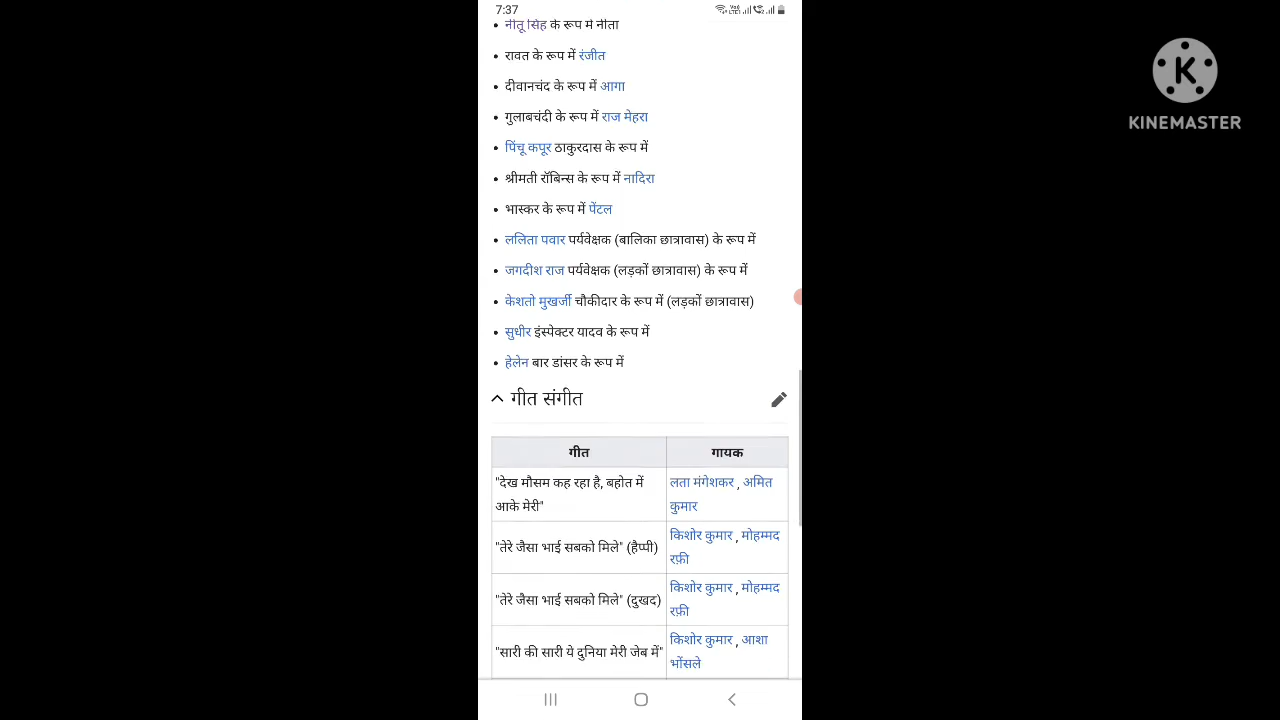 7:37
नीतू सिंह के रूप में नीता
रावत के रूप में रंजीत
दीवानचंद के रूप में आगा
गुलाबचंदी के रूप में राज मेहरा
पिंचू कपूर ठाकुरदास के रूप में
श्रीमती रॉबिन्स के रूप में नादिरा
भास्कर के रूप में पेंटल
ललिता पवार पर्यवेक्षक (बालिका छात्रावास) के रूप में
जगदीश राज पर्यवेक्षक (लड़कों छात्रावास) के रूप में
केशतो मुखर्जी चौकीदार के रूप में (लड़कों छात्रावास)
सुधीर इंस्पेक्टर यादव के रूप में
हेलेन बार डांसर के रूप में
गीत संगीत
गीत गायक
"देख मौसम कह रहा है, बहोत में लता मंगेशकर , अमित
आके मेरी" कुमार
"तेरे जैसा भाई सबको मिले" (हैप्पी) किशोर कुमार , मोहम्मद
रफ़ी
"तेरे जैसा भाई सबको मिले" (दुखद) किशोर कुमार , मोहम्मद
रफ़ी
"सारी की सारी ये दुनिया मेरी जेब में" किशोर कुमार , आशा
भोंसले
K
KINEMASTER